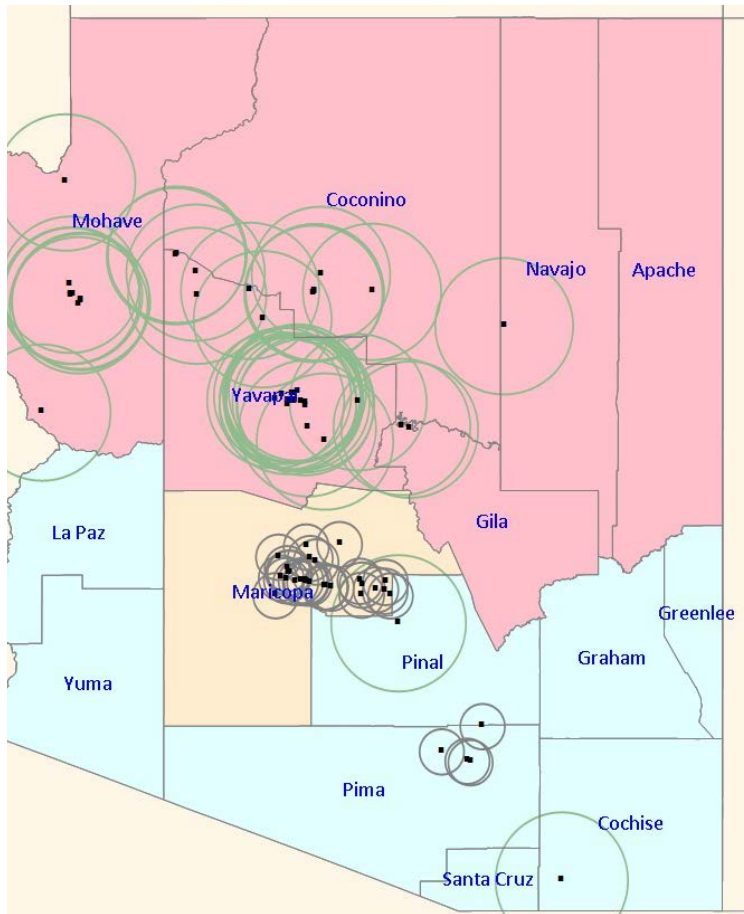 Coconino
Mohave
Navajo
Apache
Yavapai
Gila
La Paz
Maricopa
Greenlee
Pinal
Graham
Yuma
Pima
Cochise
Santa Cruz